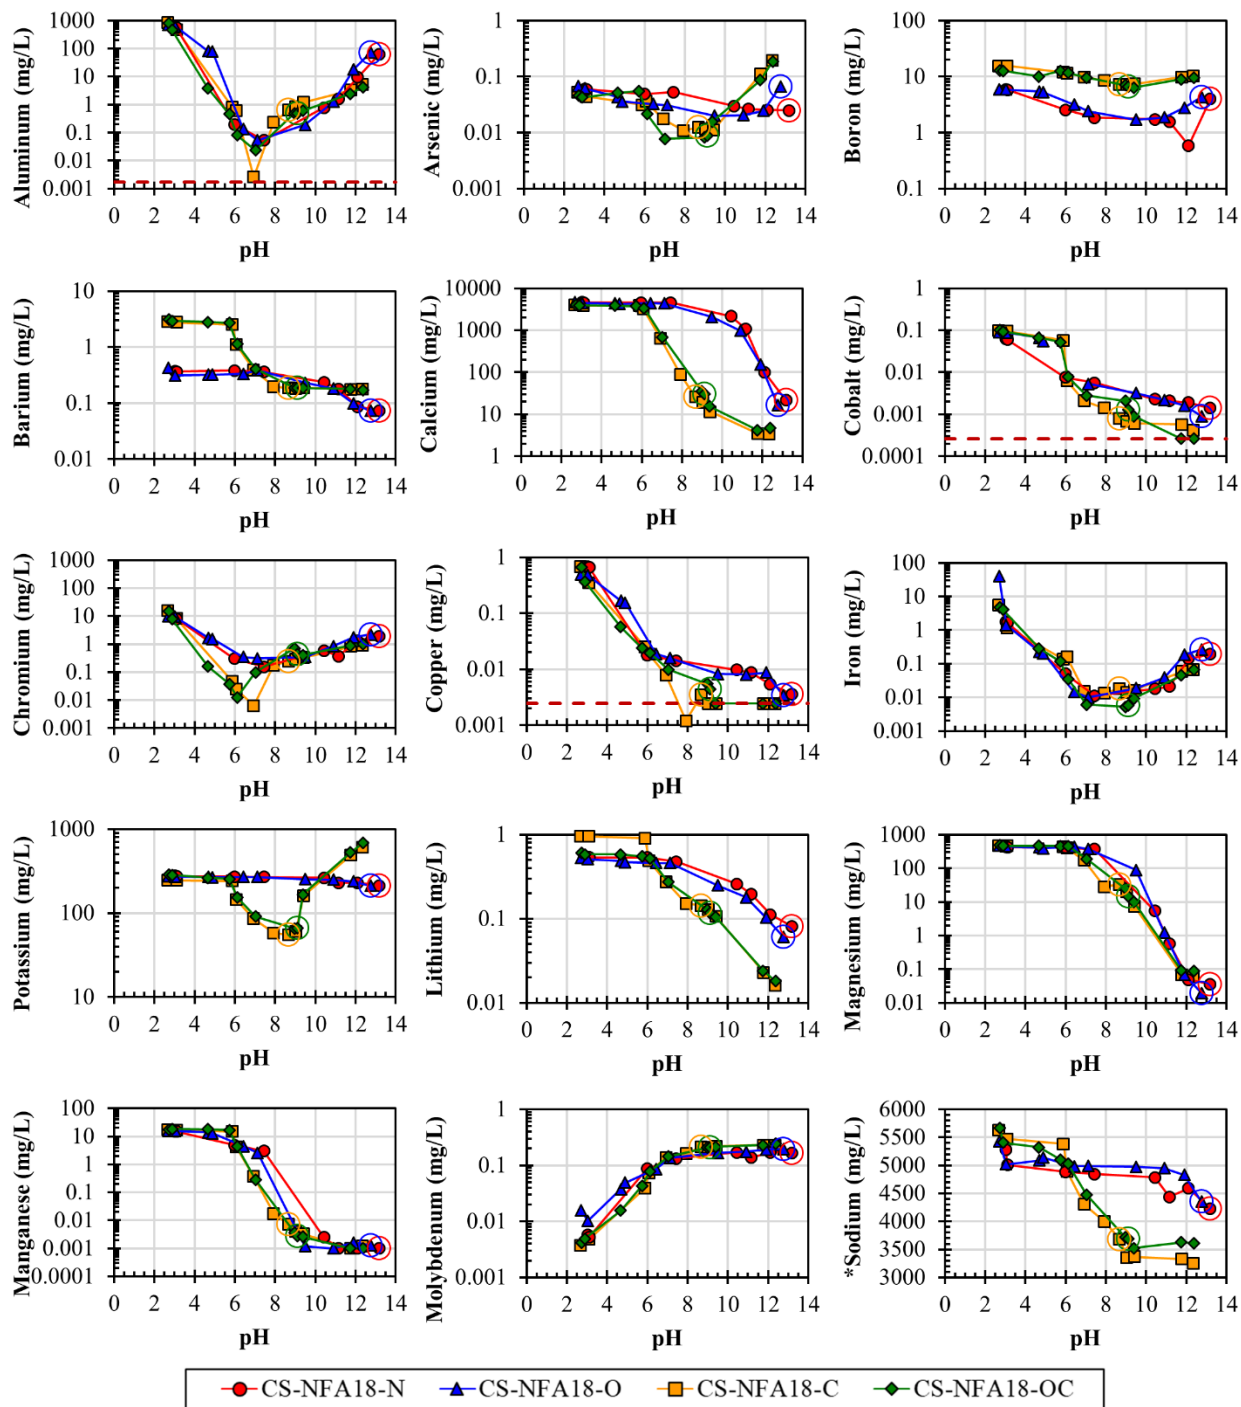 Aluminum (mg/L)
1000
100
10
1
0.1
0.01
0.001
0 2 4 6 8 10 12 14
pH
Arsenic (mg/L)
1
0.1
0.01
0.001
0 2 4 6 8 10 12 14
pH
Boron (mg/L)
100
10
1
0.1
0 2 4 6 8 10 12 14
pH
Barium (mg/L)
10
1
0.1
0.01
0 2 4 6 8 10 12 14
pH
Calcium (mg/L)
10000
1000
100
10
1
0 2 4 6 8 10 12 14
pH
Cobalt (mg/L)
1
0.1
0.01
0.001
0.0001
0 2 4 6 8 10 12 14
pH
Chromium (mg/L)
1000
100
10
1
0.1
0.01
0.001
0 2 4 6 8 10 12 14
pH
Copper (mg/L)
1
0.1
0.01
0.001
0 2 4 6 8 10 12 14
pH
Iron (mg/L)
100
10
1
0.1
0.01
0.001
0 2 4 6 8 10 12 14
pH
Potassium (mg/L)
1000
100
10
0 2 4 6 8 10 12 14
pH
Lithium (mg/L)
1
0.1
0.01
0 2 4 6 8 10 12 14
pH
Magnesium (mg/L)
1000
100
10
1
0.1
0.01
0 2 4 6 8 10 12 14
pH
Manganese (mg/L)
100
10
1
0.1
0.01
0.001
0.0001
0 2 4 6 8 10 12 14
pH
Molybdenum (mg/L)
1
0.1
0.01
0.001
0 2 4 6 8 10 12 14
pH
*Sodium (mg/L)
6000
5500
5000
4500
4000
3500
3000
0 2 4 6 8 10 12 14
pH
CS-NFA18-N CS-NFA18-O CS-NFA18-C CS-NFA18-OC